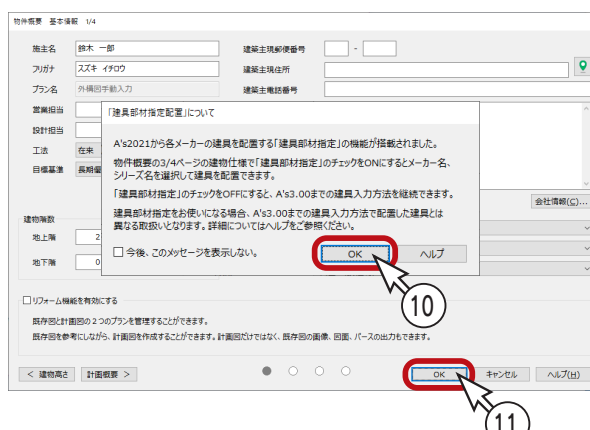 物件概要 基本情報 1/4
施主名 鈴木 一郎 建築主現郵便番号 -
フリガナ スズキ イチロウ 建築主現住所
プラン名 外構図手動入力 建築主電話番号
営業担当
設計担当
工法 在来
目標基準 長期優
「建具部材指定配置」について
A's2021から各メーカーの建具を配置する「建具部材指定」の機能が搭載されました。
物件概要の3/4ページの建物仕様で「建具部材指定」のチェックをONにするとメーカー名、
シリーズ名を選択して建具を配置できます。
「建具部材指定」のチェックをOFFにすると、A's3.00までの建具入力方法を継続できます。
建具部材指定をお使いになる場合、A's3.00までの建具入力方法で配置した建具とは
異なる取扱いとなります。詳細についてはヘルプをご参照ください。
今後、このメッセージを表示しない。 OK ヘルプ
会社情報(C)...
建物階数
地上階 2
地下階 0
10
リフォーム機能を有効にする
既存図と計画図の2つのプランを管理することができます。
既存図を参考にしながら、計画図を作成することができます。計画図だけではなく、既存図の画像、図面、パースの出力もできます。
< 建物高さ 計画概要 > OK キャンセル ヘルプ(H)
11